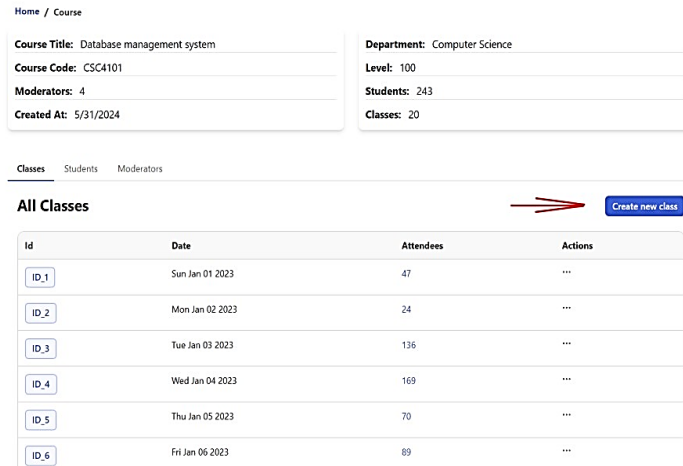 Home / Course
Course Title: Database management system
Department: Computer Science
Course Code: CSC4101
Level: 100
Moderators: 4
Students: 243
Created At: 5/31/2024
Classes: 20
Classes Students Moderators
All Classes
Create new class
Id Date Attendees Actions
ID_1 Sun Jan 01 2023 47 ...
ID_2 Mon Jan 02 2023 24 ...
ID_3 Tue Jan 03 2023 136 ...
ID_4 Wed Jan 04 2023 169 ...
ID_5 Thu Jan 05 2023 70 ...
ID_6 Fri Jan 06 2023 89 ...